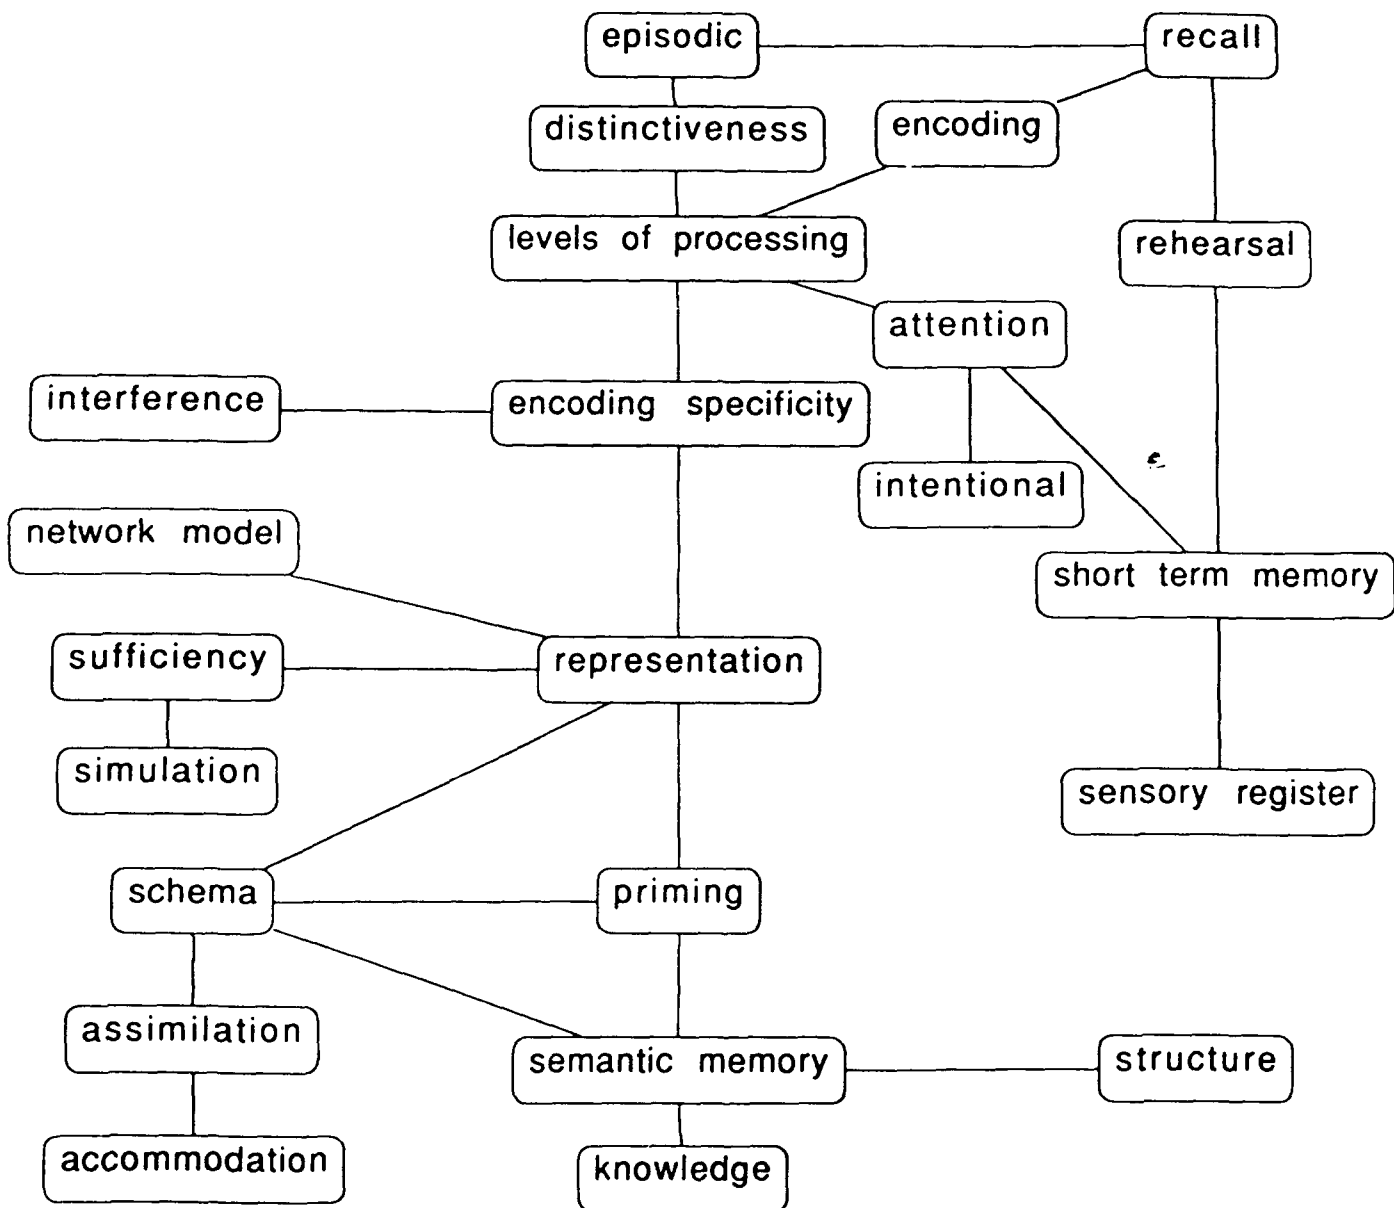 episodic
recall
distinctiveness
encoding
levels of processing
rehearsal
attention
interference
encoding specificity
intentional
network model
short term memory
sufficiency
representation
simulation
sensory register
schema
priming
assimilation
semantic memory
structure
accommodation
knowledge